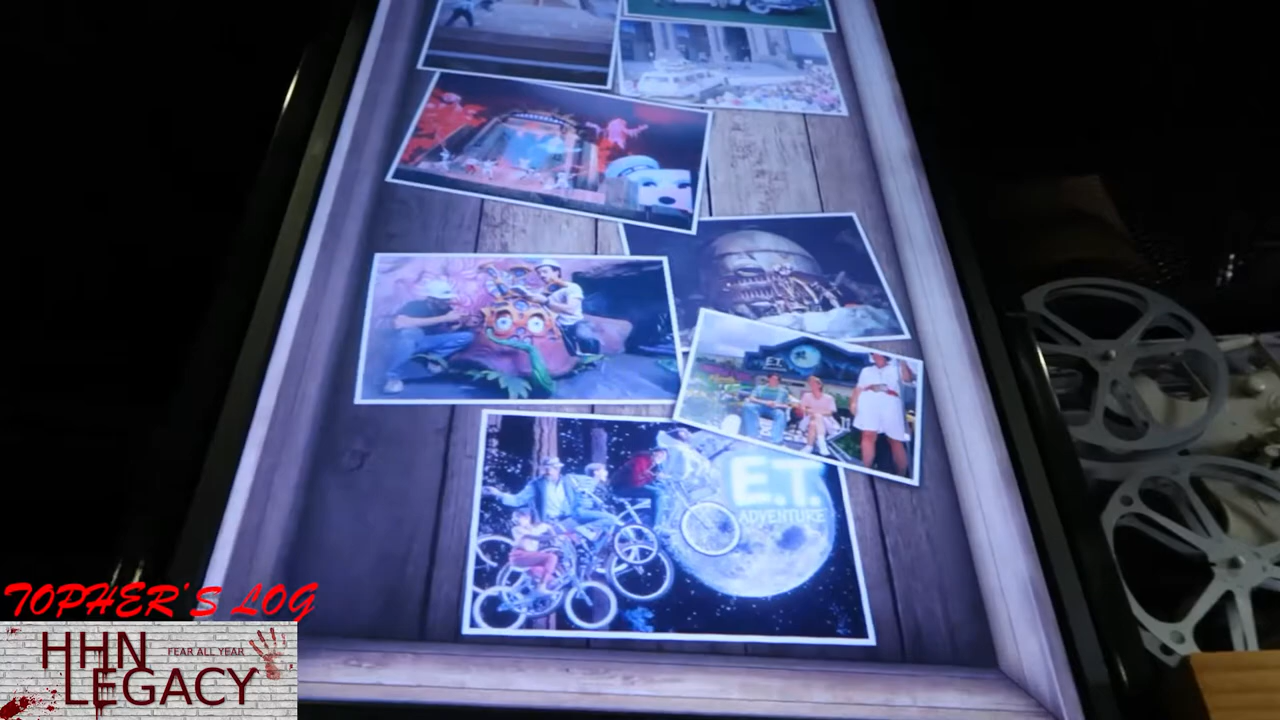 E.T.
E.T.
ADVENTURE
TOPHER'S LOG
HHN
FEAR ALL YEAR
LEGACY